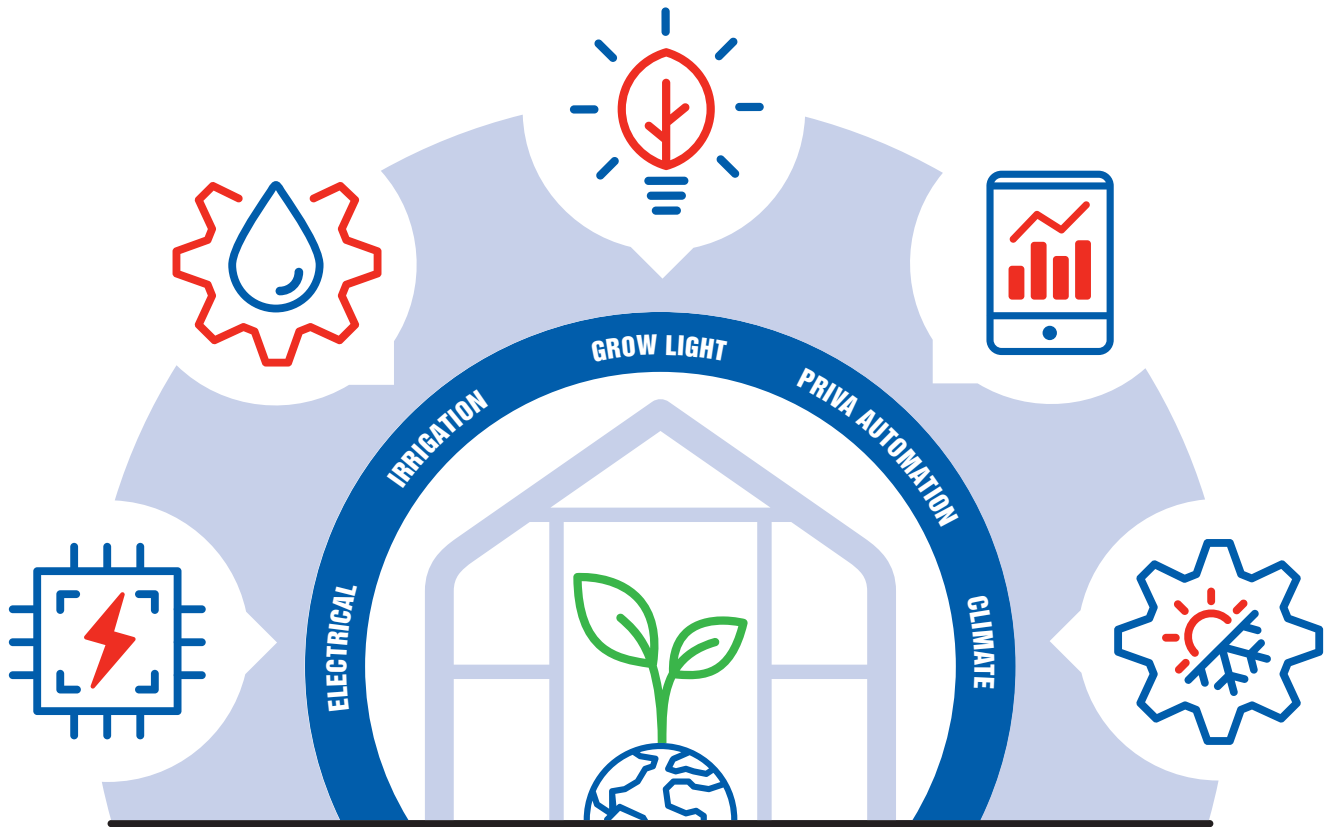 ELECTRICAL
IRRIGATION
GROW LIGHT
PRIVA AUTOMATION
CLIMATE